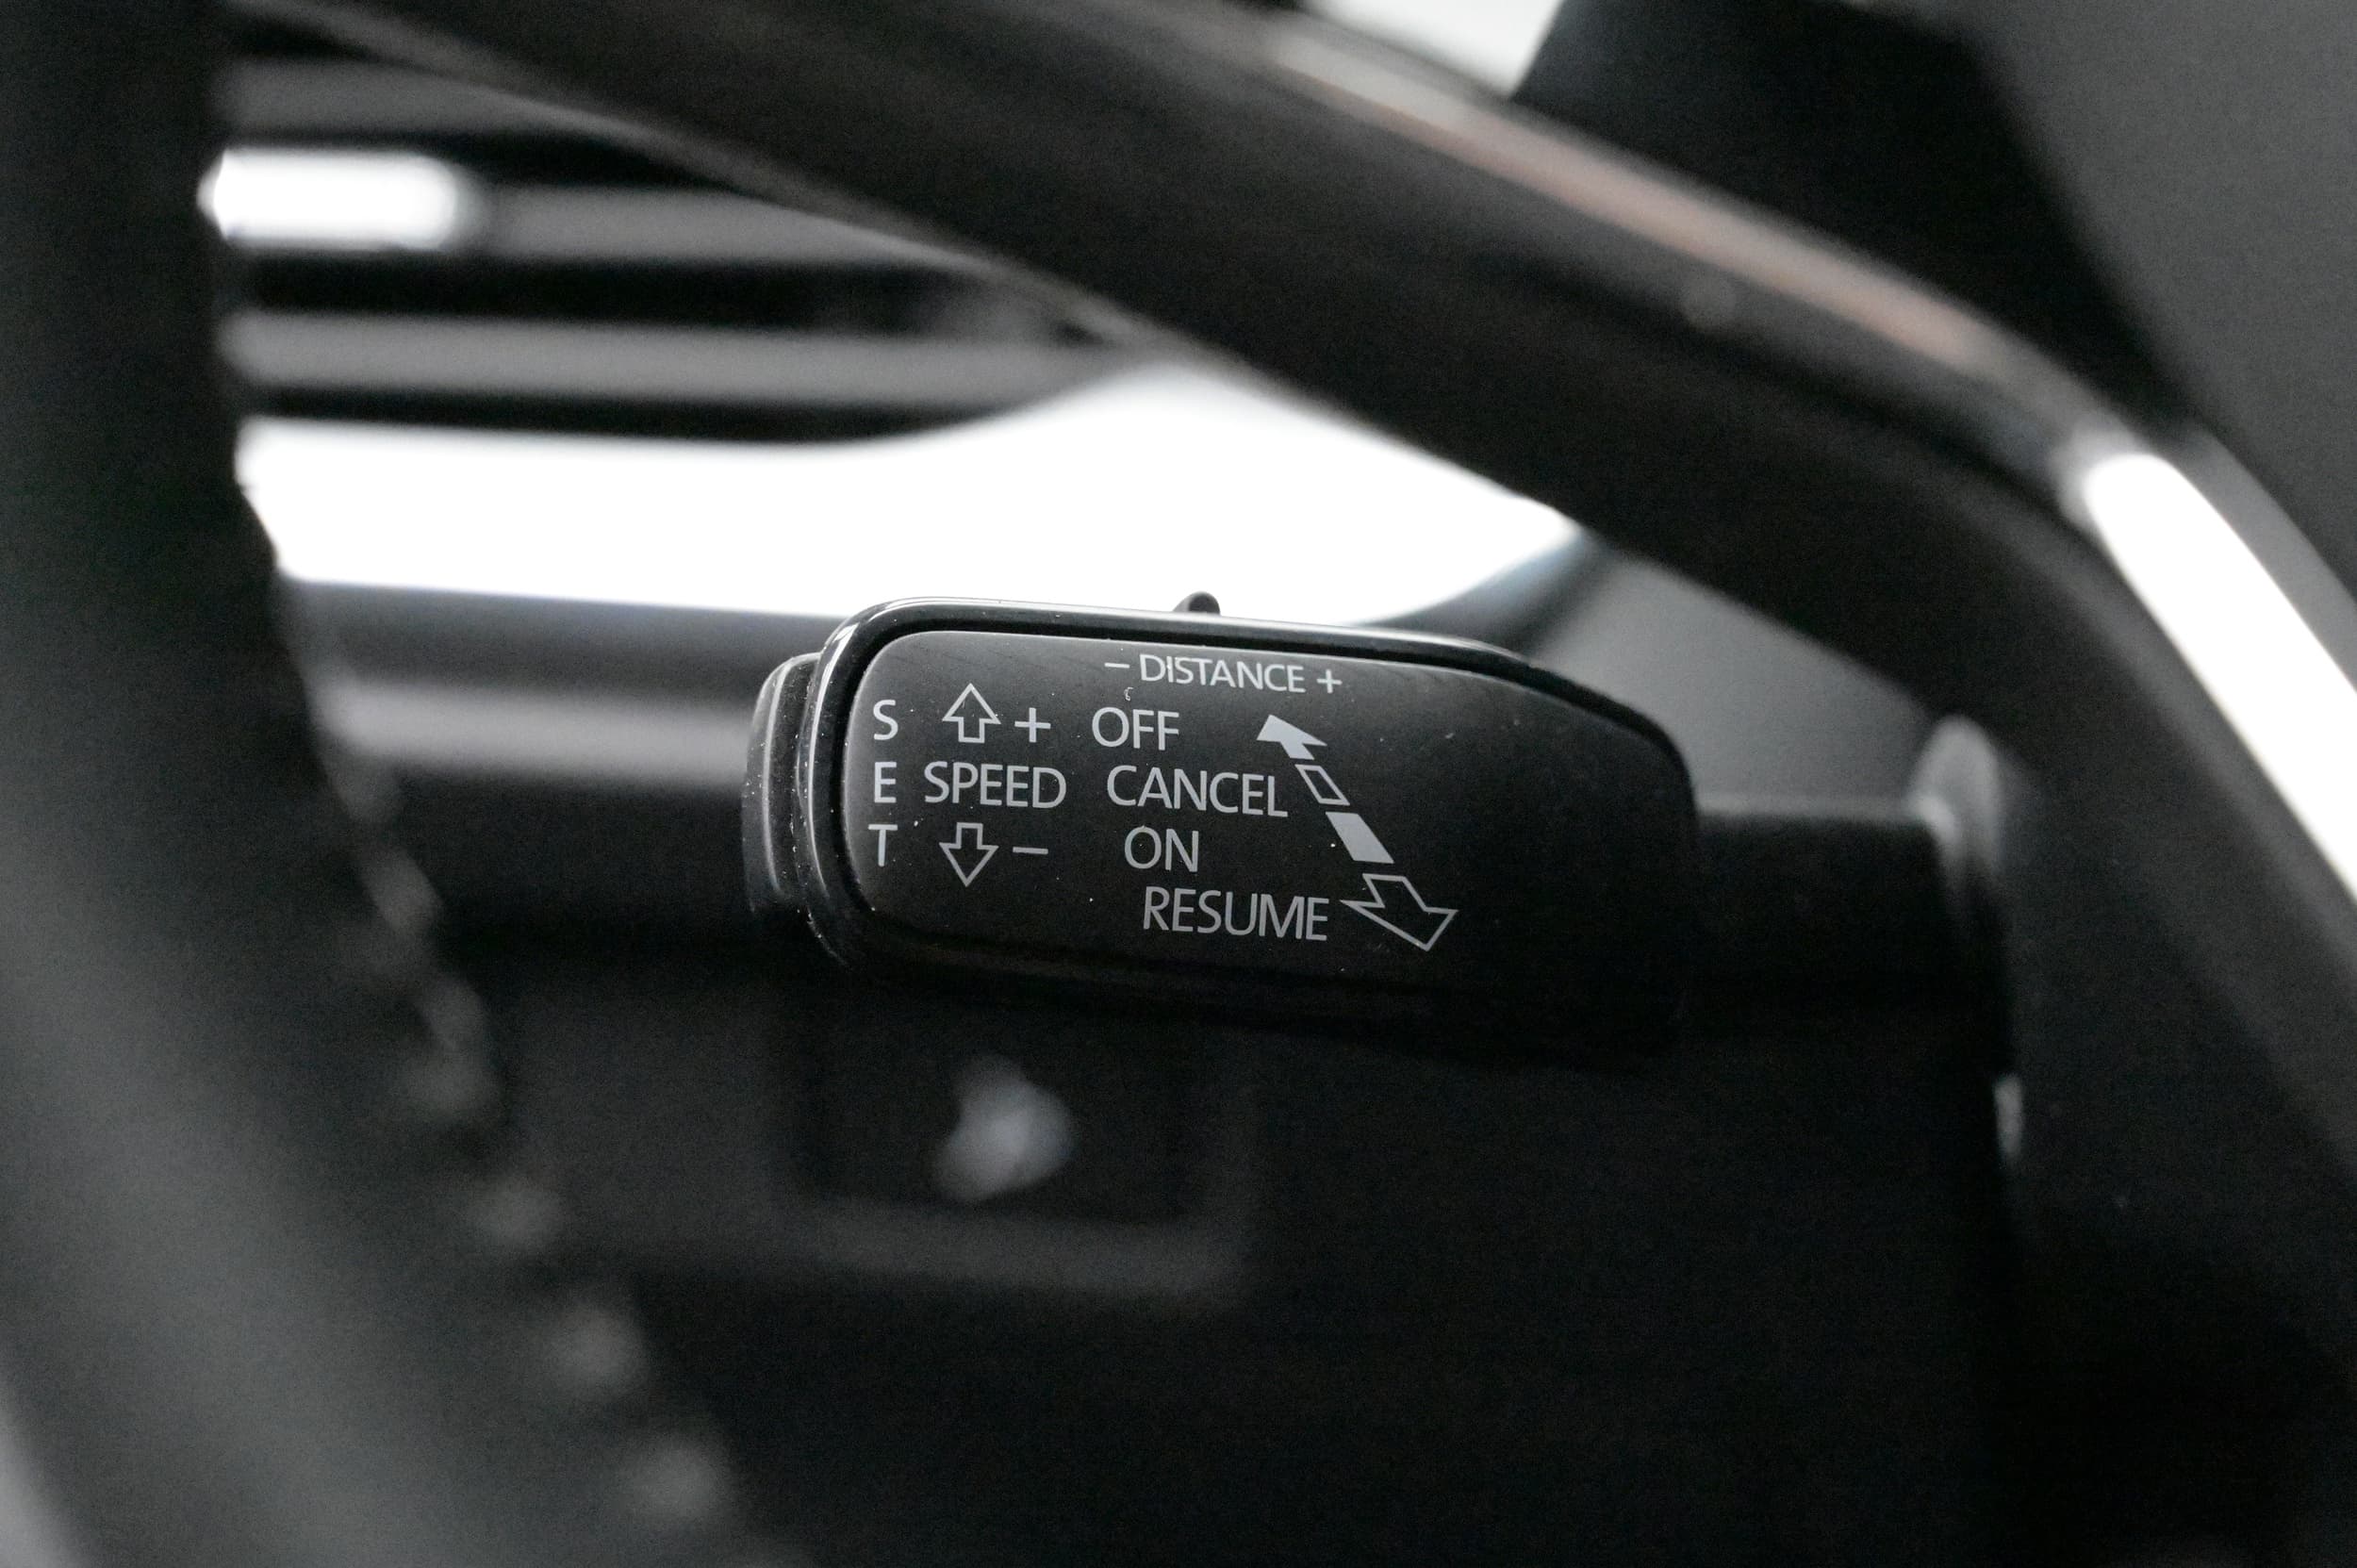 − DISTANCE +
S + OFF
E SPEED CANCEL
T − ON
RESUME